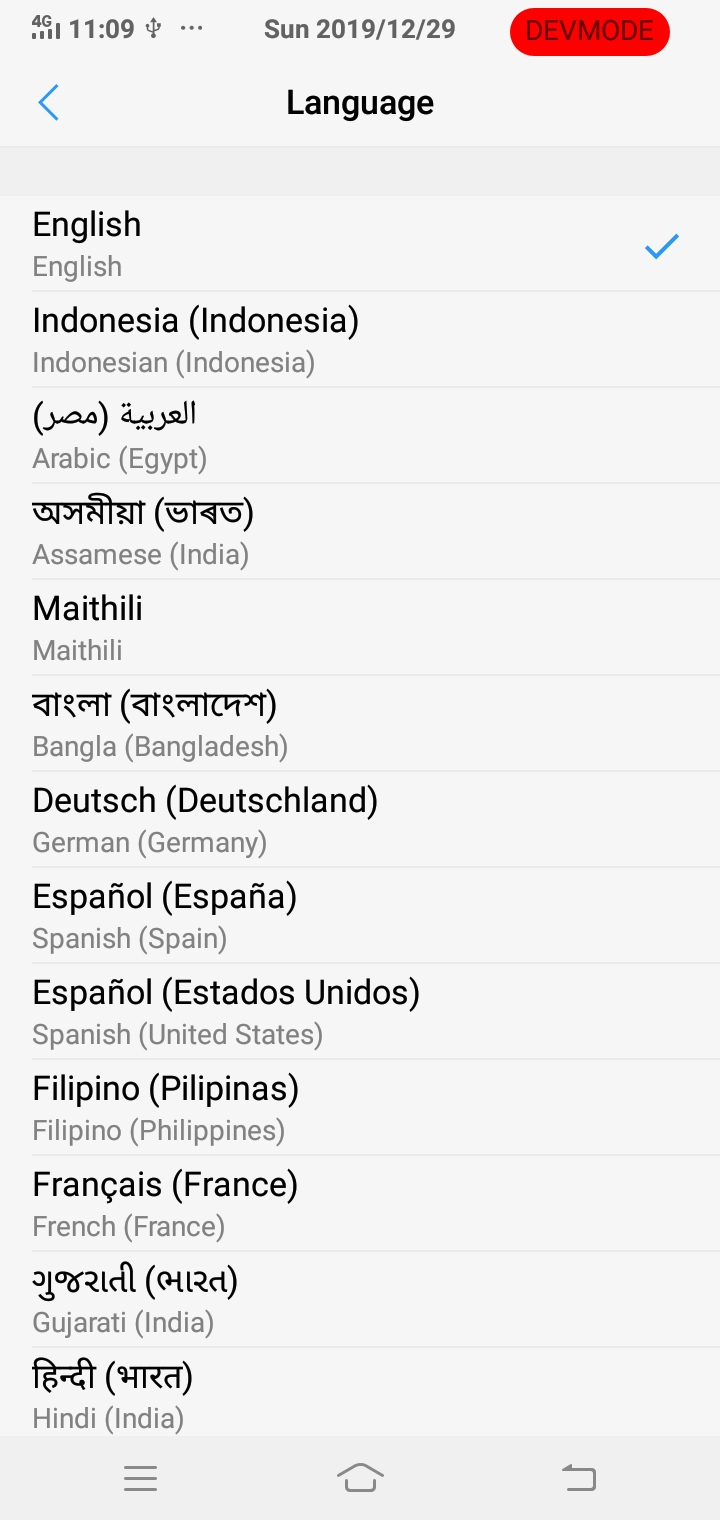 4G 11:09 ... Sun 2019/12/29 DEVMODE
Language
English
English
Indonesia (Indonesia)
Indonesian (Indonesia)
العربية (مصر)
Arabic (Egypt)
অসমীয়া (ভাৰত)
Assamese (India)
Maithili
Maithili
বাংলা (বাংলাদেশ)
Bangla (Bangladesh)
Deutsch (Deutschland)
German (Germany)
Español (España)
Spanish (Spain)
Español (Estados Unidos)
Spanish (United States)
Filipino (Pilipinas)
Filipino (Philippines)
Français (France)
French (France)
ગુજરાતી (ભારત)
Gujarati (India)
हिन्दी (भारत)
Hindi (India)